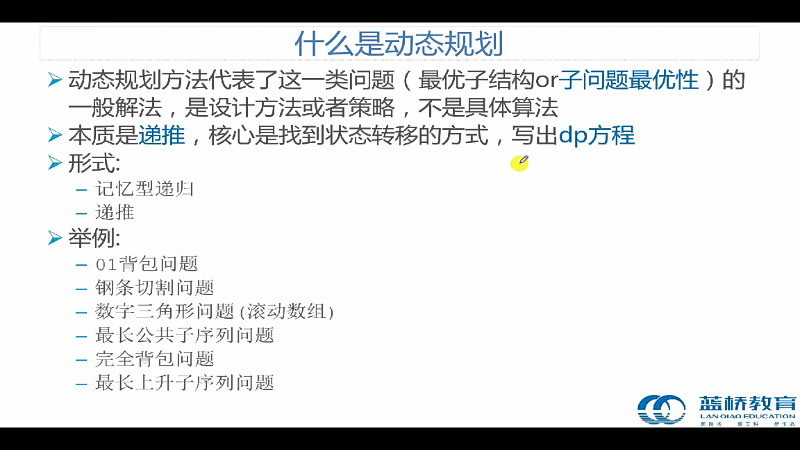 什么是动态规划
动态规划方法代表了这一类问题（最优子结构or子问题最优性）的
一般解法，是设计方法或者策略，不是具体算法
本质是递推，核心是找到状态转移的方式，写出dp方程
形式:
– 记忆型递归
– 递推
举例:
– 01背包问题
– 钢条切割问题
– 数字三角形问题(滚动数组)
– 最长公共子序列问题
– 完全背包问题
– 最长上升子序列问题
蓝桥教育
LAN QIAO EDUCATION